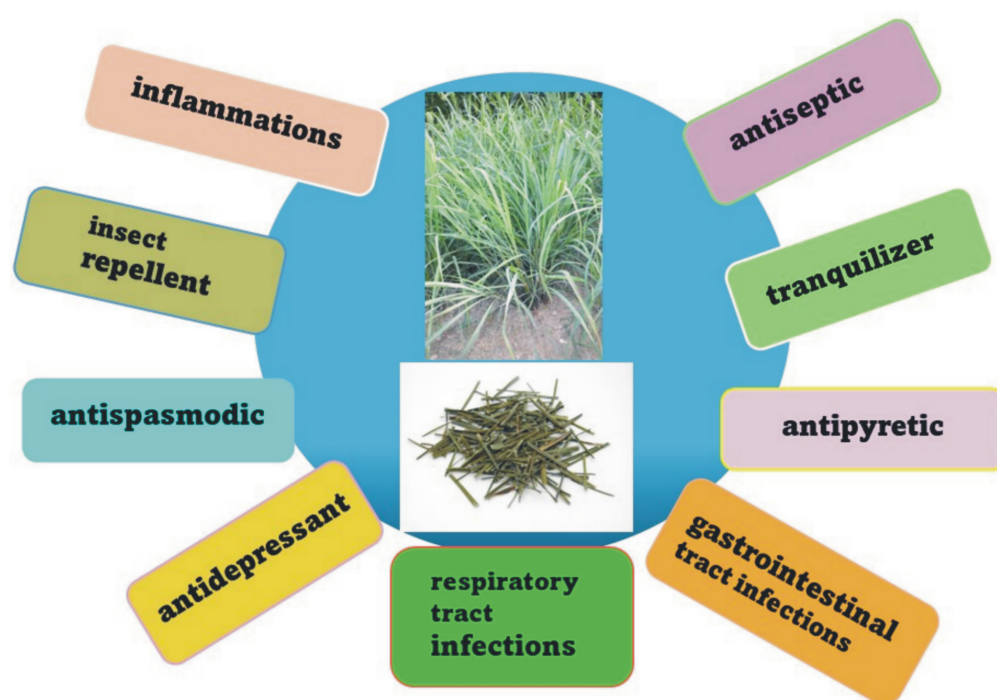 inflammations
antiseptic
insect
repellent
tranquilizer
antispasmodic
antipyretic
antidepressant
respiratory
tract
infections
gastrointestinal
tract infections